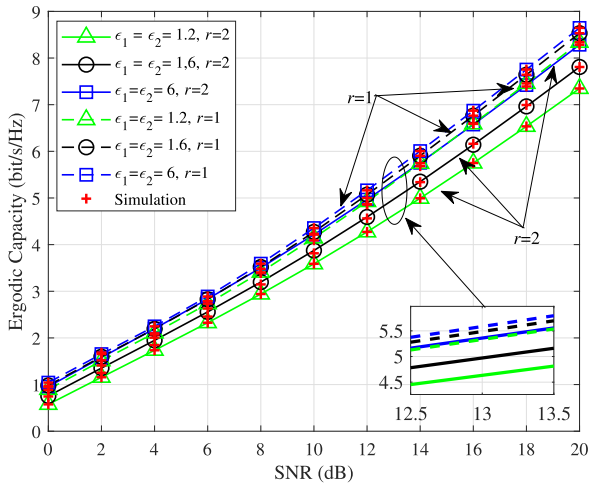 9
8
7
6
5
4
3
2
1
0
Ergodic Capacity (bit/s/Hz)
ϵ₁ = ϵ₂= 1.2, r=2
ϵ₁ = ϵ₂= 1,6, r=2
ϵ₁=ϵ₂= 6, r=2
ϵ₁=ϵ₂= 1.2, r=1
ϵ₁=ϵ₂= 1.6, r=1
ϵ₁=ϵ₂= 6, r=1
Simulation
r=1
r=2
5.5
5
4.5
12.5 13 13.5
0 2 4 6 8 10 12 14 16 18 20
SNR (dB)